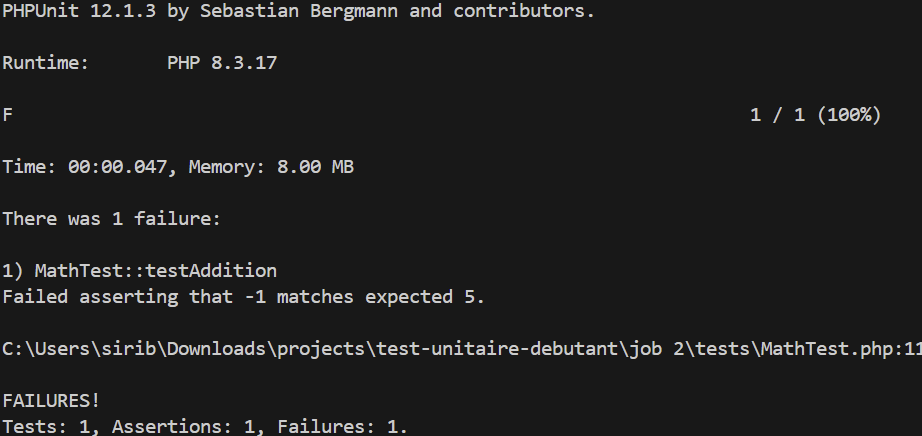 PHPUnit 12.1.3 by Sebastian Bergmann and contributors.
Runtime:       PHP 8.3.17
F                                                                   1 / 1 (100%)
Time: 00:00.047, Memory: 8.00 MB
There was 1 failure:
1) MathTest::testAddition
Failed asserting that -1 matches expected 5.
C:\Users\sirib\Downloads\projects\test-unitaire-debutant\job 2\tests\MathTest.php:11
FAILURES!
Tests: 1, Assertions: 1, Failures: 1.